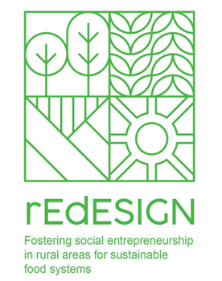 rEdESIGN
Fostering social entrepreneurship
in rural areas for sustainable
food systems